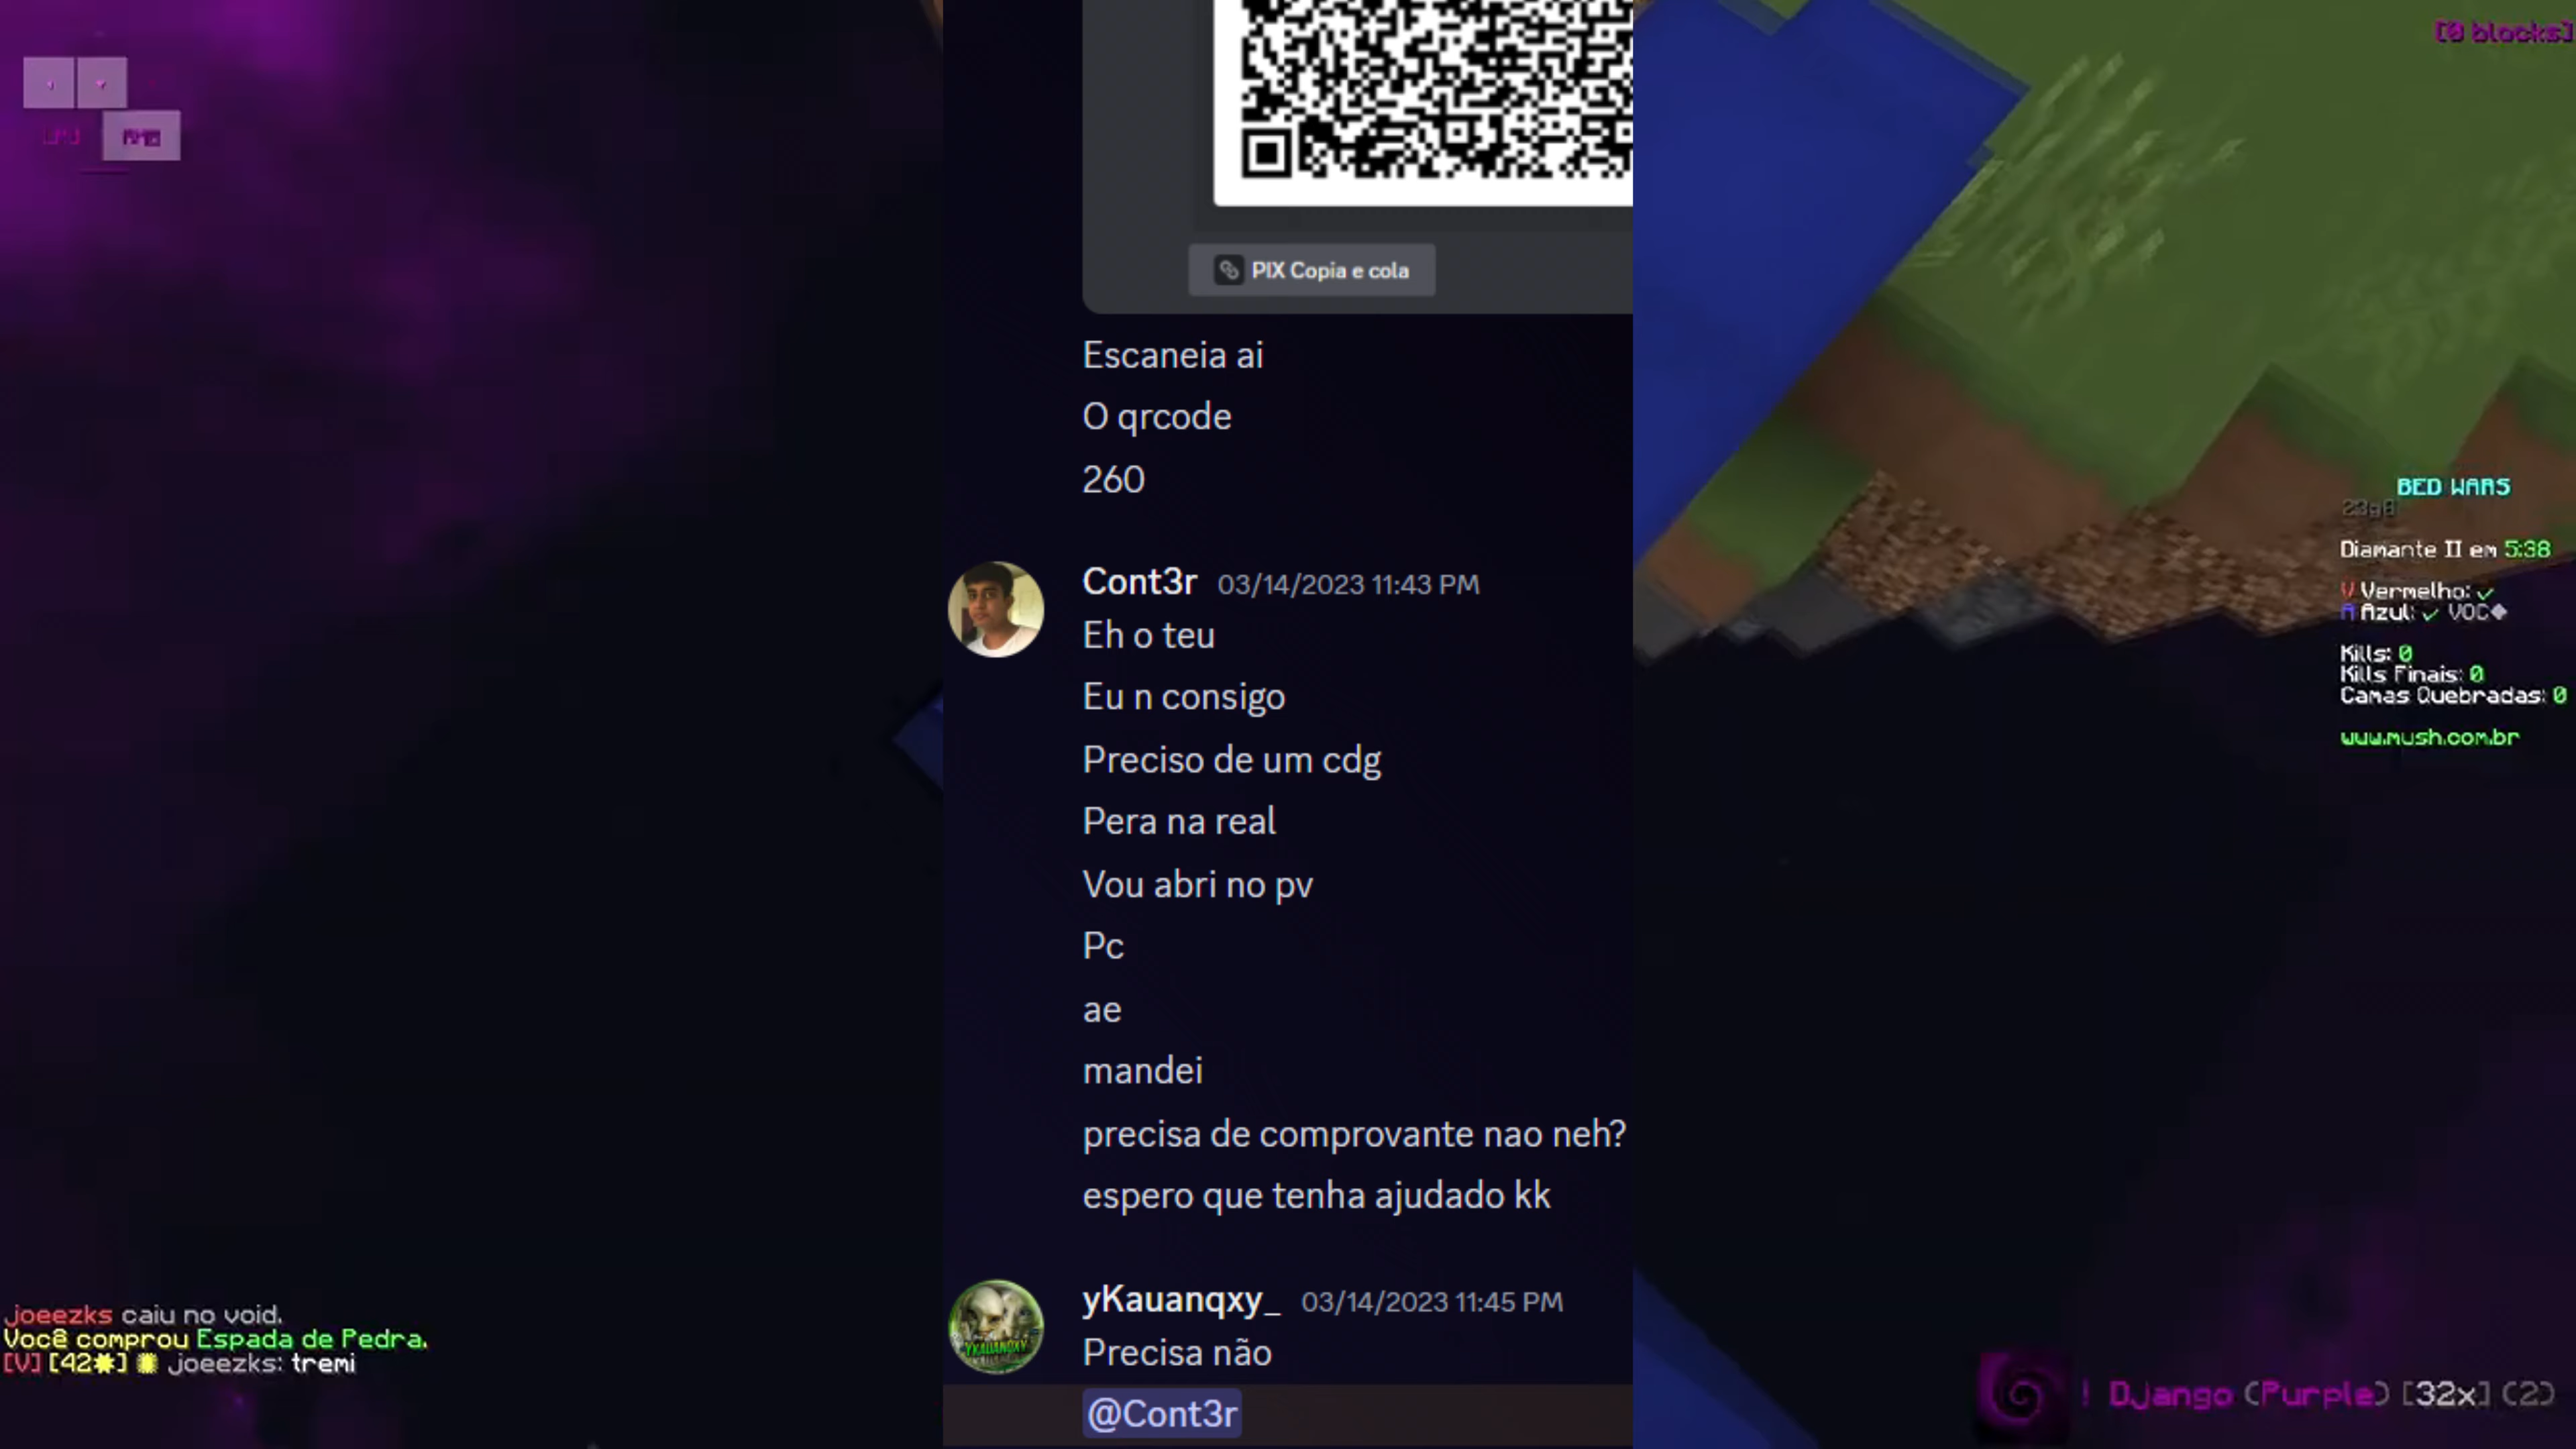 RMB
PIX Copia e cola
Escaneia ai
O qrcode
260
Cont3r 03/14/2023 11:43 PM
Eh o teu
Eu n consigo
Preciso de um cdg
Pera na real
Vou abri no pv
Pc
ae
mandei
precisa de comprovante nao neh?
espero que tenha ajudado kk
yKauanqxy_ 03/14/2023 11:45 PM
Precisa não
@Cont3r
joeezks caiu no void.
Você comprou Espada de Pedra.
[V] [42✸] joeezks: tremi
[0 blocks]
BED WARS
Diamante II em 5:38
V Vermelho: ✓
A Azul: ✓ VOC◆
Kills: 0
Kills Finais: 0
Camas Quebradas: 0
www.mush.com.br
! DJango (Purple) [32x] (2)